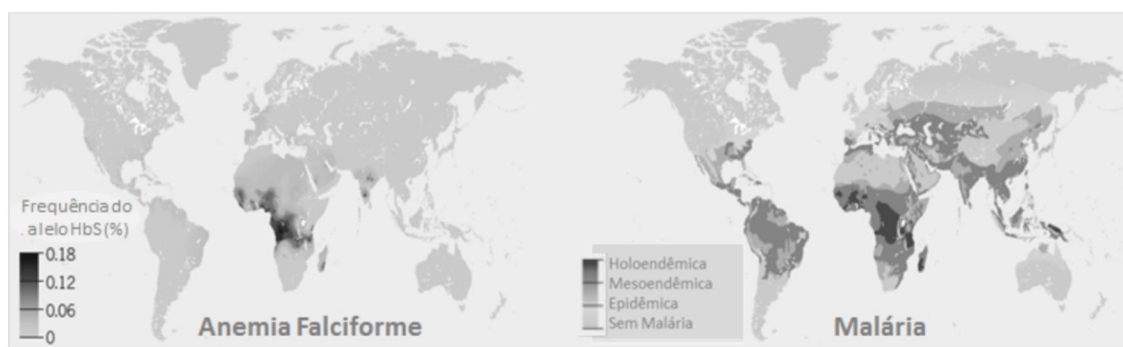 Frequência do
. alelo HbS (%)
0.18
0.12
0.06
0
Anemia Falciforme
Holoendêmica
Mesoendêmica
Epidêmica
Sem Malária
Malária